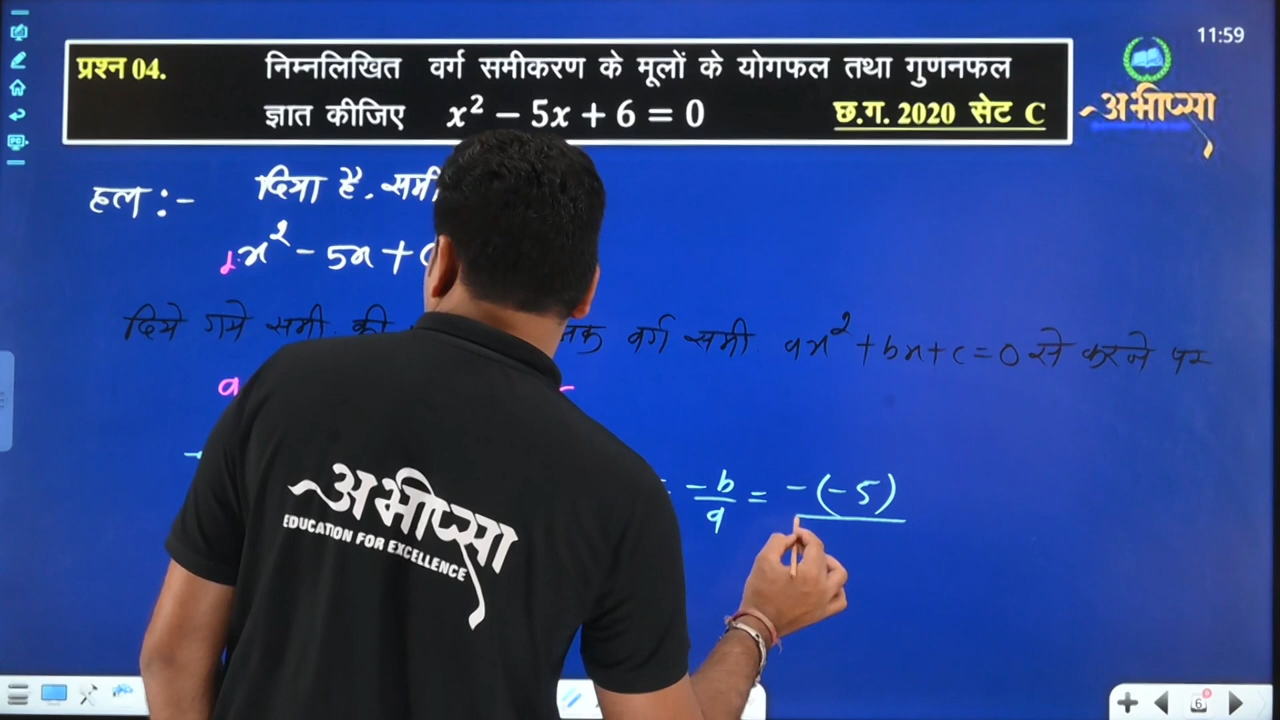 11:59
प्रश्न 04. निम्नलिखित वर्ग समीकरण के मूलों के योगफल तथा गुणनफल
ज्ञात कीजिए x² − 5x + 6 = 0 छ.ग. 2020 सेट C
अभीप्सा
हल :- दिया है. समी
x² - 5x +
दिये गये समी. की वर्ग समी. ax² + bx + c = 0 से करने पर
a
= -b/a = -(-5)
अभीप्सा
EDUCATION FOR EXCELLENCE
6